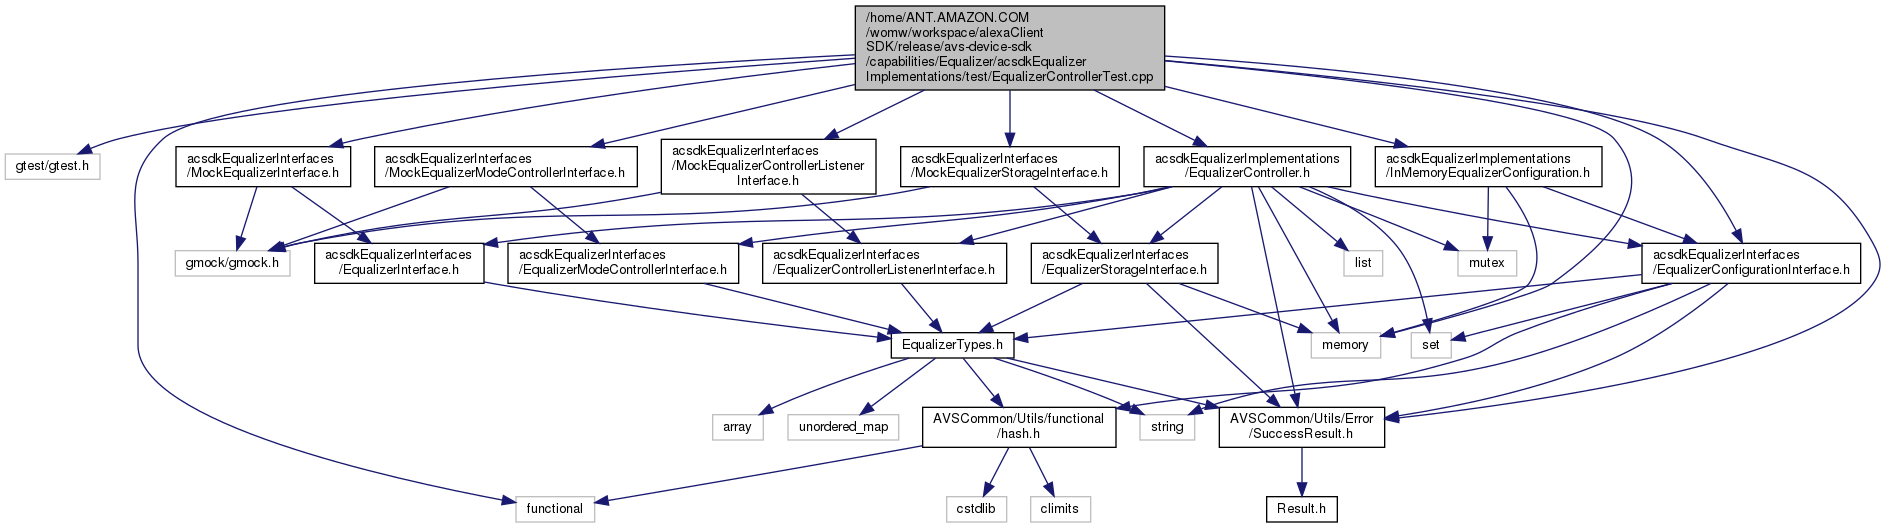 /home/ANT.AMAZON.COM
/womw/workspace/alexaClient
SDK/release/avs-device-sdk
/capabilities/Equalizer/acsdkEqualizer
Implementations/test/EqualizerControllerTest.cpp
gtest/gtest.h
acsdkEqualizerInterfaces
/MockEqualizerInterface.h
acsdkEqualizerInterfaces
/MockEqualizerModeControllerInterface.h
acsdkEqualizerInterfaces
/MockEqualizerControllerListener
Interface.h
acsdkEqualizerInterfaces
/MockEqualizerStorageInterface.h
acsdkEqualizerImplementations
/EqualizerController.h
acsdkEqualizerImplementations
/InMemoryEqualizerConfiguration.h
gmock/gmock.h
acsdkEqualizerInterfaces
/EqualizerInterface.h
acsdkEqualizerInterfaces
/EqualizerModeControllerInterface.h
acsdkEqualizerInterfaces
/EqualizerControllerListenerInterface.h
acsdkEqualizerInterfaces
/EqualizerStorageInterface.h
list
mutex
acsdkEqualizerInterfaces
/EqualizerConfigurationInterface.h
EqualizerTypes.h
memory
set
array
unordered_map
AVSCommon/Utils/functional
/hash.h
string
AVSCommon/Utils/Error
/SuccessResult.h
functional
cstdlib
climits
Result.h